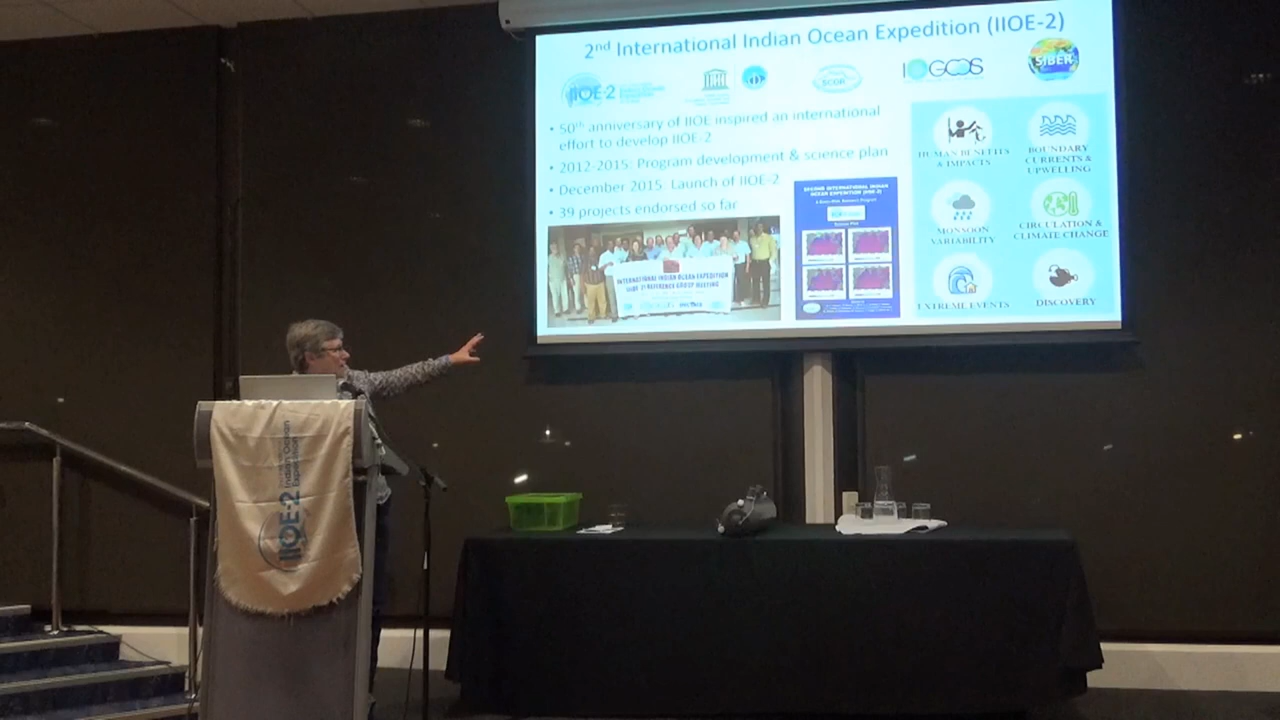 2nd International Indian Ocean Expedition (IIOE-2)
IIOE-2
SCOR
IOGOOS
SIBER
• 50th anniversary of IIOE inspired an international
effort to develop IIOE-2
• 2012-2015: Program development & science plan
• December 2015: Launch of IIOE-2
• 39 projects endorsed so far
INTERNATIONAL INDIAN OCEAN EXPEDITION
REFERENCE GROUP MEETING
SECOND INTERNATIONAL INDIAN
OCEAN EXPEDITION (IIOE-2)
HUMAN BENEFITS
& IMPACTS
BOUNDARY
CURRENTS &
UPWELLING
MONSOON
VARIABILITY
CIRCULATION &
CLIMATE CHANGE
EXTREME EVENTS
DISCOVERY
IIOE-2
Indian Ocean
Expedition